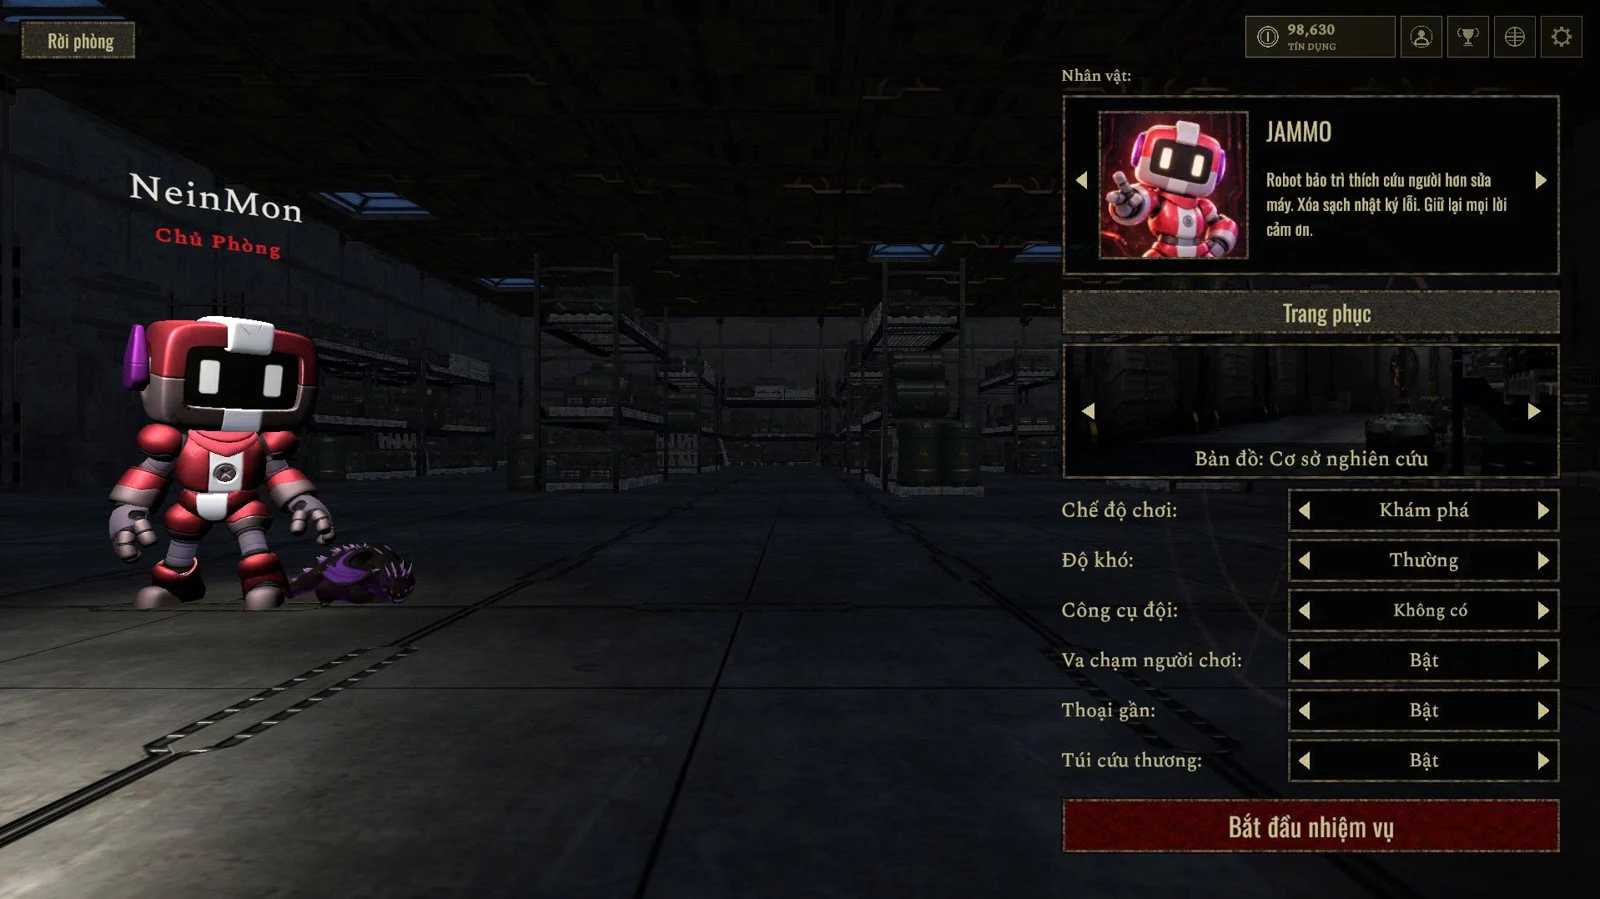 Rời phòng
98,630
TÍN DỤNG
Nhân vật:
JAMMO
Robot bảo trì thích cứu người hơn sửa
máy. Xóa sạch nhật ký lỗi. Giữ lại mọi lời
cảm ơn.
NeinMon
Chủ Phòng
Trang phục
Bản đồ: Cơ sở nghiên cứu
Chế độ chơi:
Khám phá
Độ khó:
Thường
Công cụ đội:
Không có
Va chạm người chơi:
Bật
Thoại gần:
Bật
Túi cứu thương:
Bật
Bắt đầu nhiệm vụ